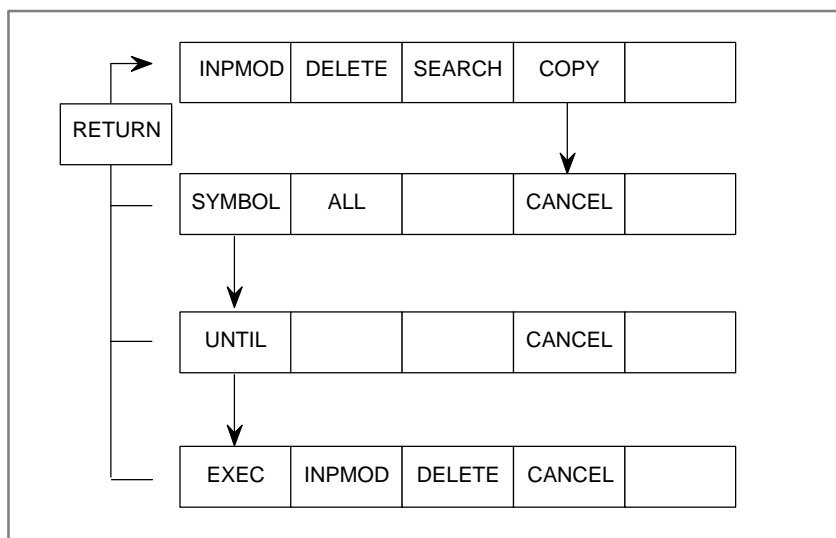 INPMOD DELETE SEARCH COPY
RETURN
SYMBOL ALL CANCEL
UNTIL CANCEL
EXEC INPMOD DELETE CANCEL